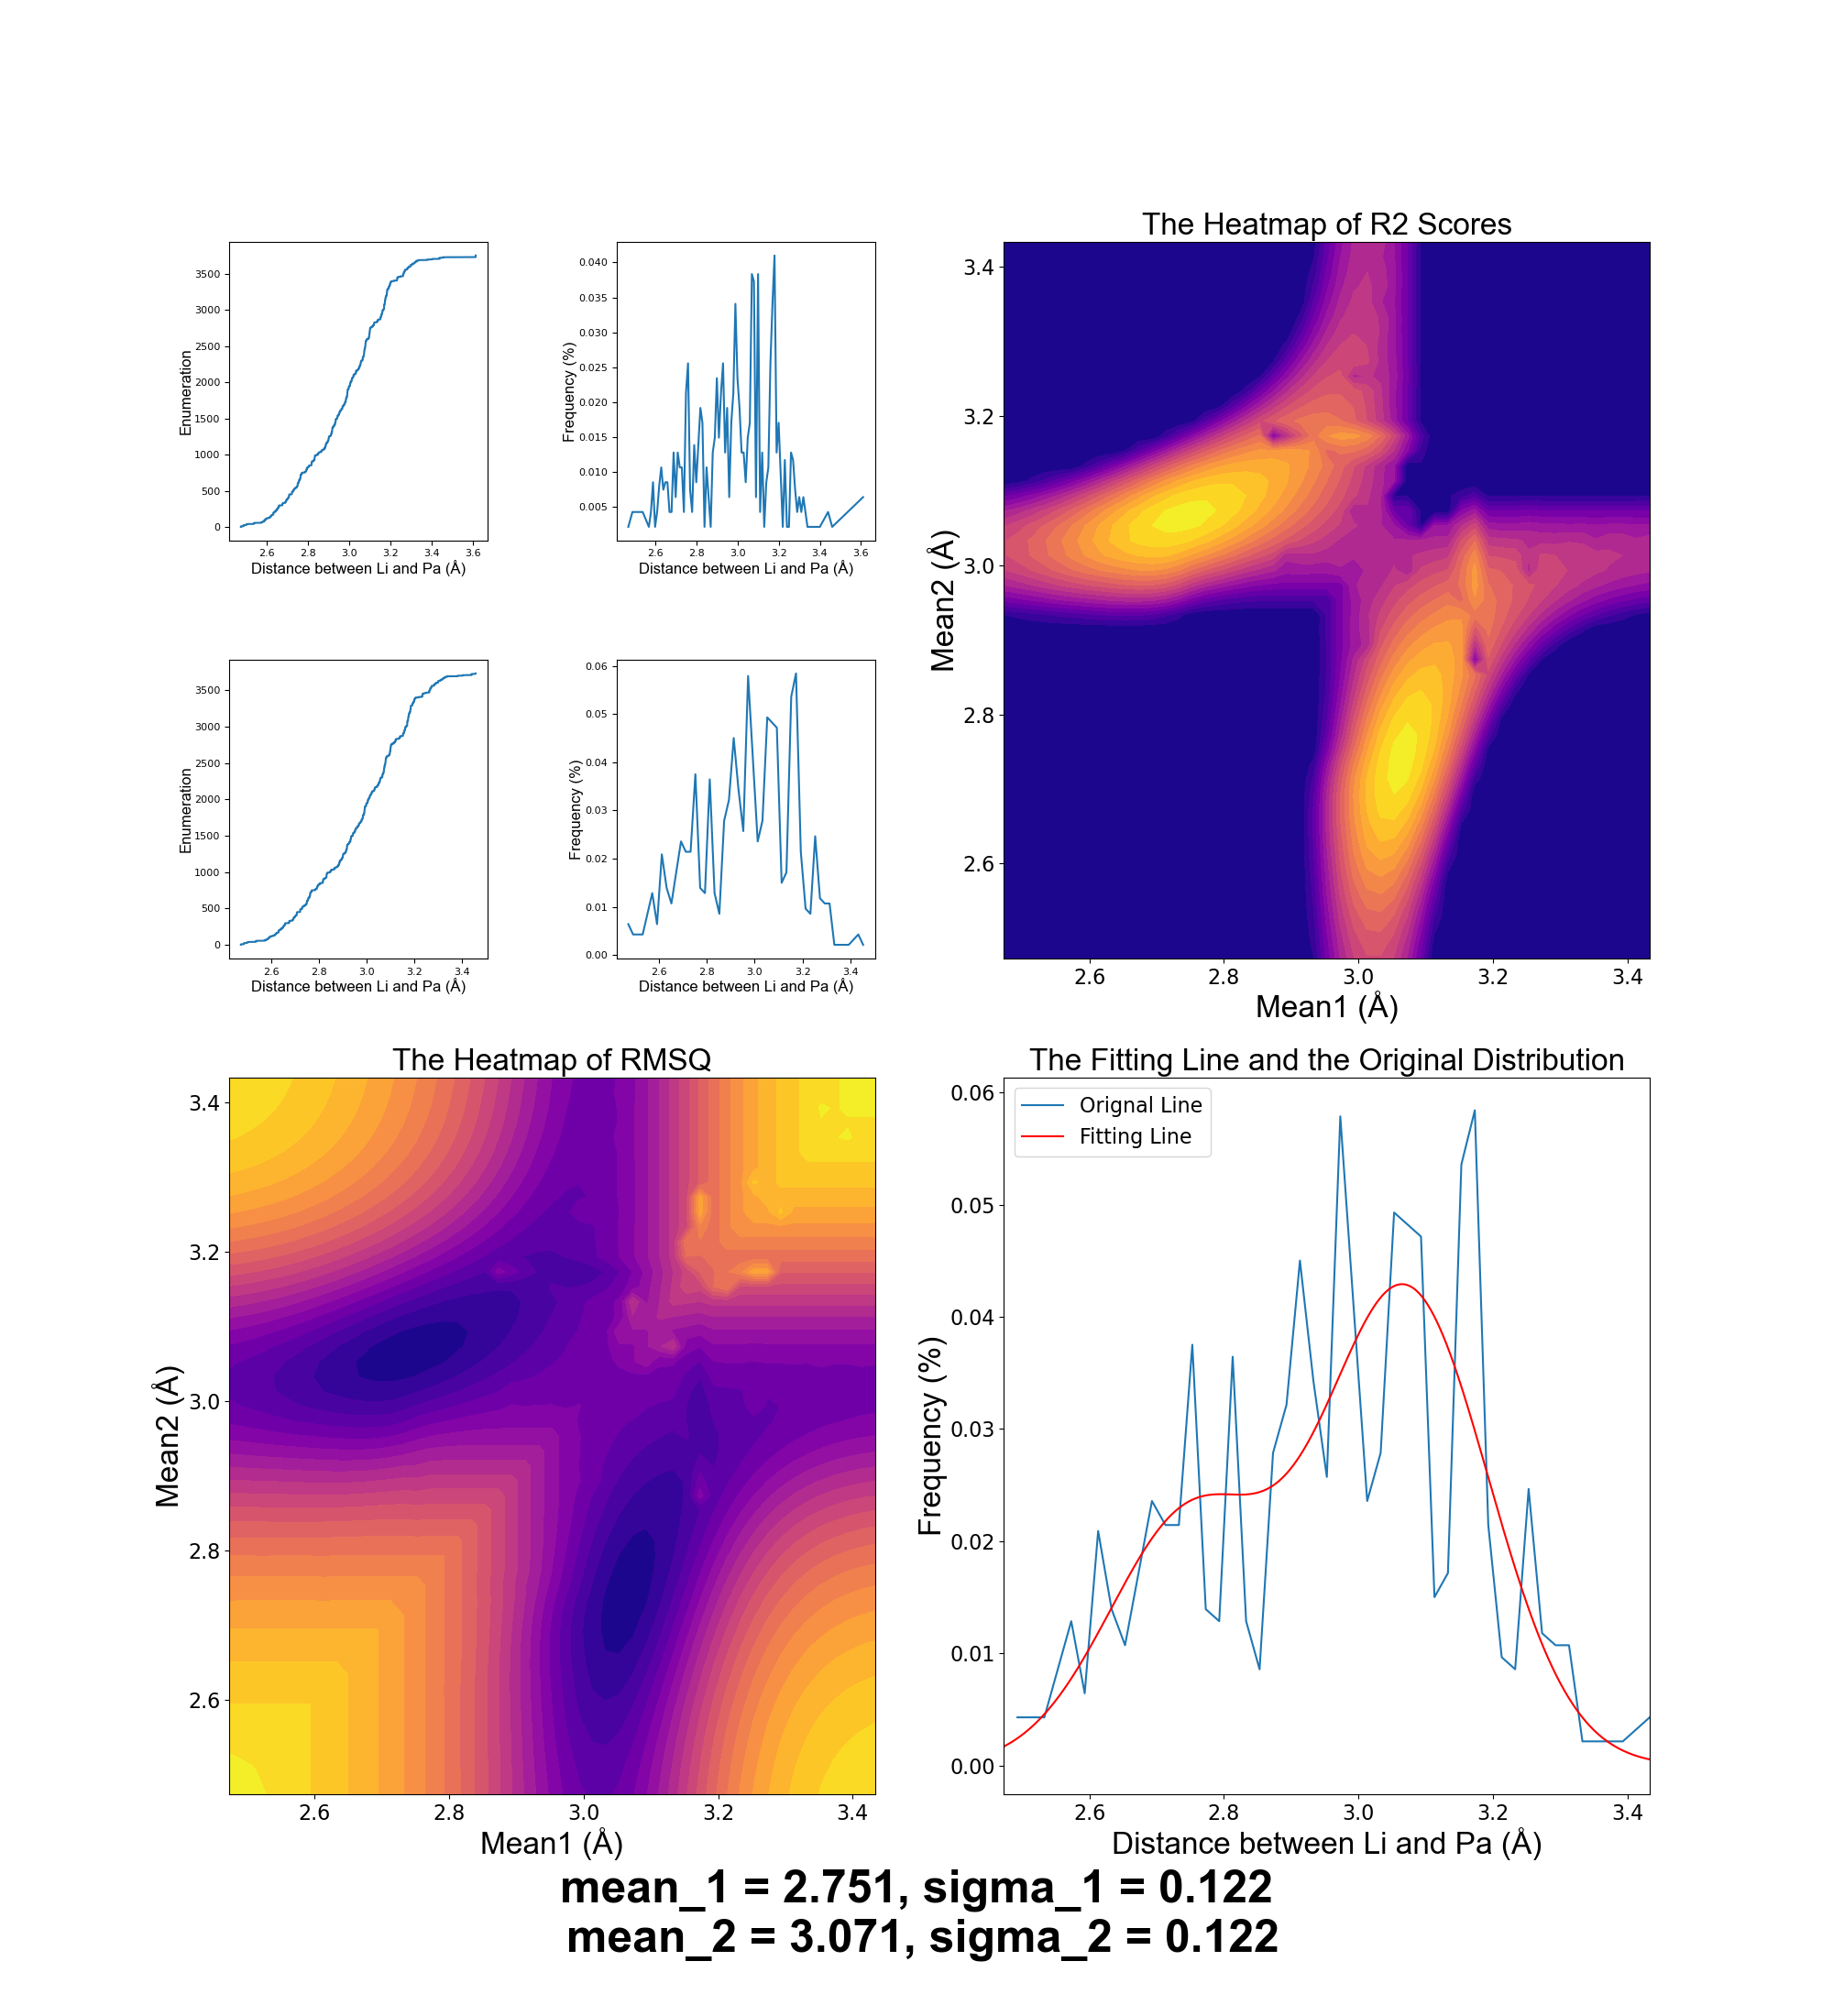 3500
3000
2500
2000
1500
1000
500
0
Enumeration
2.6 2.8 3.0 3.2 3.4 3.6
Distance between Li and Pa (Å)
0.040
0.035
0.030
0.025
0.020
0.015
0.010
0.005
Frequency (%)
2.6 2.8 3.0 3.2 3.4 3.6
Distance between Li and Pa (Å)
3500
3000
2500
2000
1500
1000
500
0
Enumeration
2.6 2.8 3.0 3.2 3.4
Distance between Li and Pa (Å)
0.06
0.05
0.04
0.03
0.02
0.01
0.00
Frequency (%)
2.6 2.8 3.0 3.2 3.4
Distance between Li and Pa (Å)
The Heatmap of R2 Scores
3.4
3.2
3.0
2.8
2.6
Mean2 (Å)
2.6 2.8 3.0 3.2 3.4
Mean1 (Å)
The Heatmap of RMSQ
3.4
3.2
3.0
2.8
2.6
Mean2 (Å)
2.6 2.8 3.0 3.2 3.4
Mean1 (Å)
The Fitting Line and the Original Distribution
Orignal Line
Fitting Line
0.06
0.05
0.04
0.03
0.02
0.01
0.00
Frequency (%)
2.6 2.8 3.0 3.2 3.4
Distance between Li and Pa (Å)
mean_1 = 2.751, sigma_1 = 0.122
mean_2 = 3.071, sigma_2 = 0.122